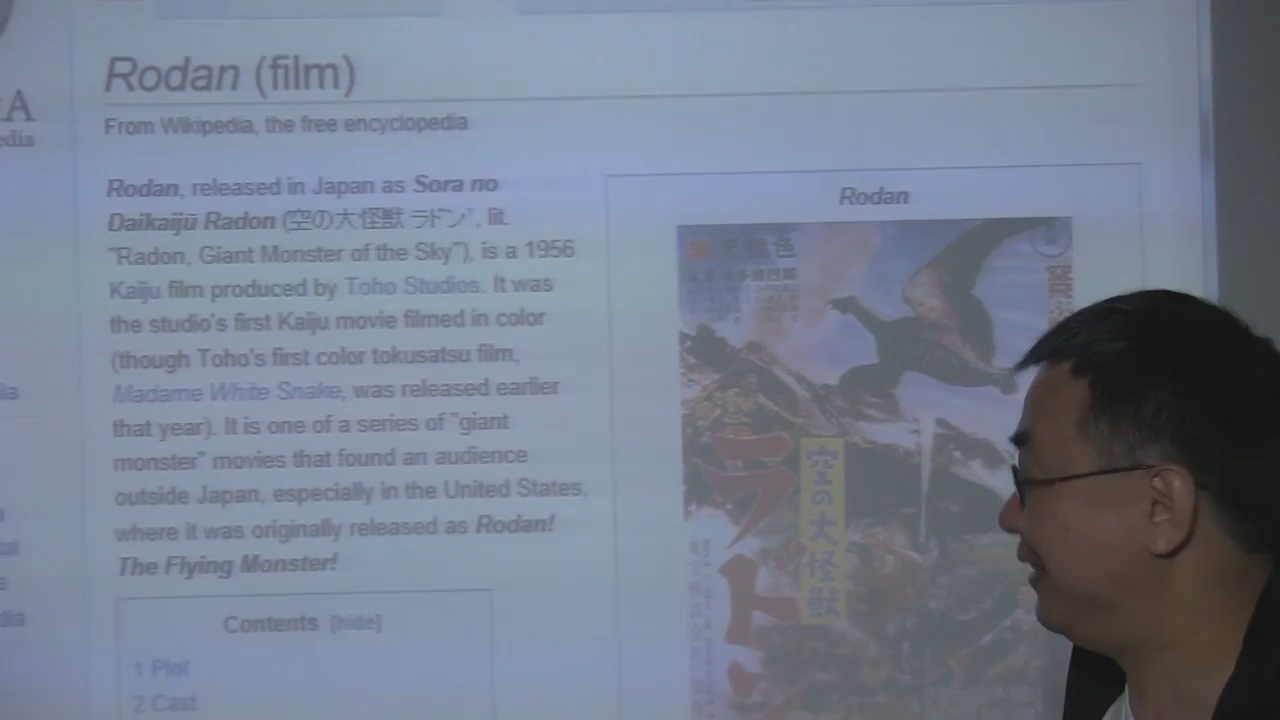 Rodan (film)
From Wikipedia, the free encyclopedia
Rodan, released in Japan as Sora no
Daikaijū Radon (空の大怪獣 ラドン, lit.
"Radon, Giant Monster of the Sky"), is a 1956
Kaiju film produced by Toho Studios. It was
the studio's first Kaiju movie filmed in color
(though Toho's first color tokusatsu film,
Madame White Snake, was released earlier
that year). It is one of a series of "giant
monster" movies that found an audience
outside Japan, especially in the United States,
where it was originally released as Rodan!
The Flying Monster!
Contents [hide]
1 Plot
2 Cast
Rodan
空の大怪獣
ラド